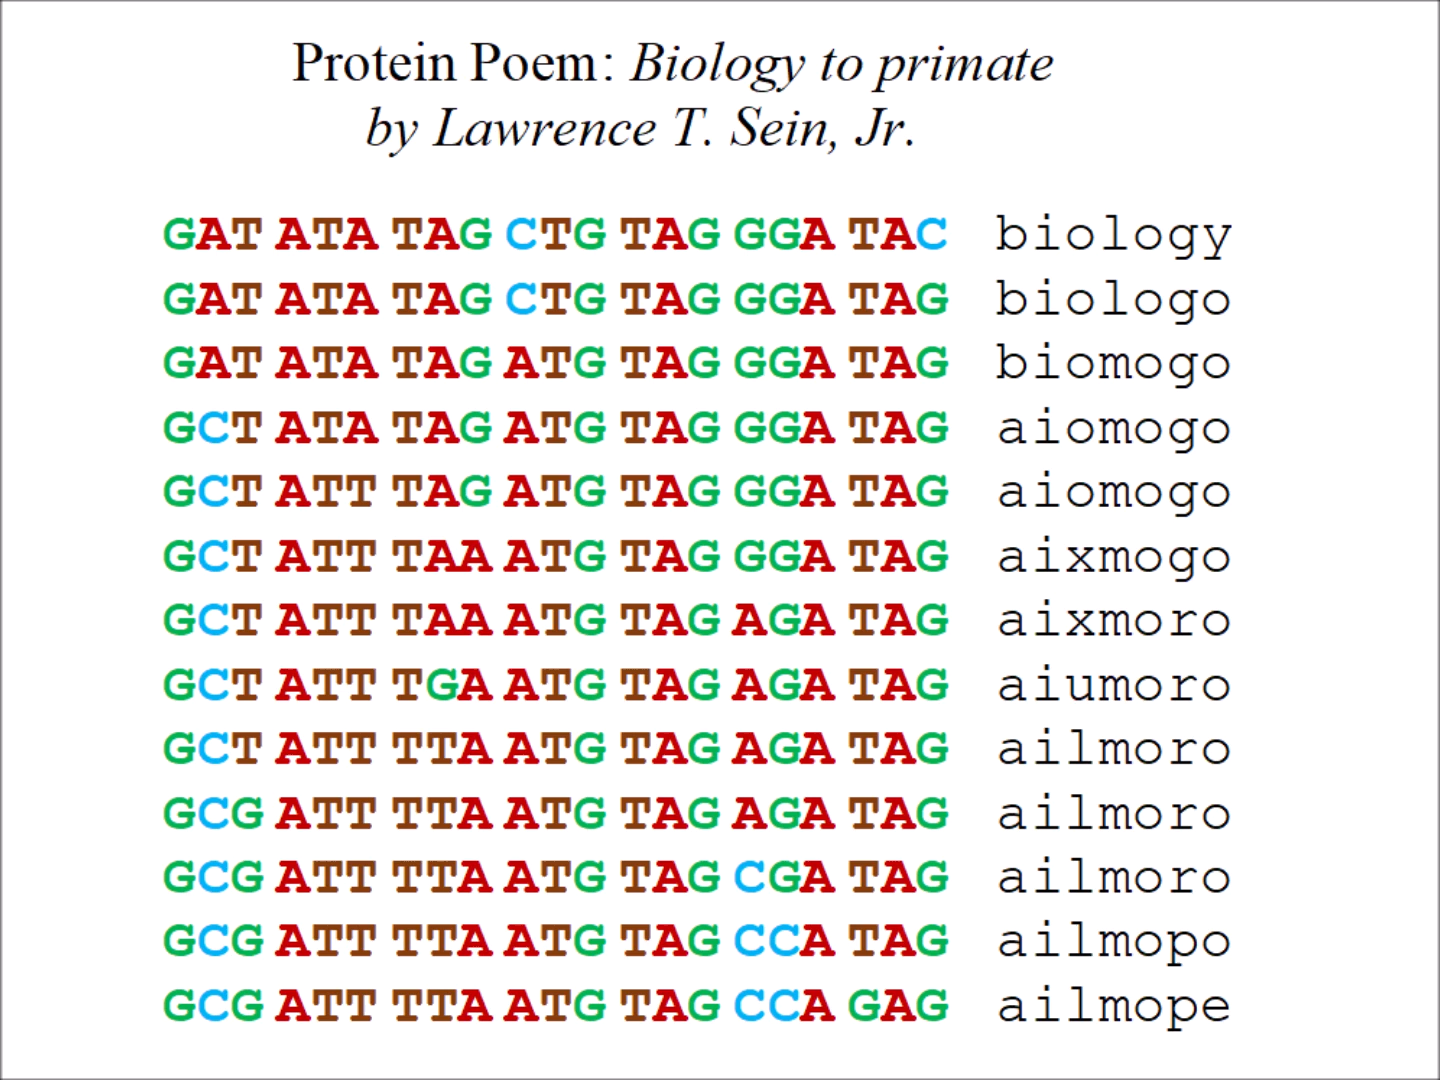 Protein Poem: Biology to primate
by Lawrence T. Sein, Jr.
GAT ATA TAG CTG TAG GGA TAC biology
GAT ATA TAG CTG TAG GGA TAG biologo
GAT ATA TAG ATG TAG GGA TAG biomogo
GCT ATA TAG ATG TAG GGA TAG aiomogo
GCT ATT TAG ATG TAG GGA TAG aiomogo
GCT ATT TAA ATG TAG GGA TAG aixmogo
GCT ATT TAA ATG TAG AGA TAG aixmoro
GCT ATT TGA ATG TAG AGA TAG aiumoro
GCT ATT TTA ATG TAG AGA TAG ailmoro
GCG ATT TTA ATG TAG AGA TAG ailmoro
GCG ATT TTA ATG TAG CGA TAG ailmoro
GCG ATT TTA ATG TAG CCA TAG ailmopo
GCG ATT TTA ATG TAG CCA GAG ailmope